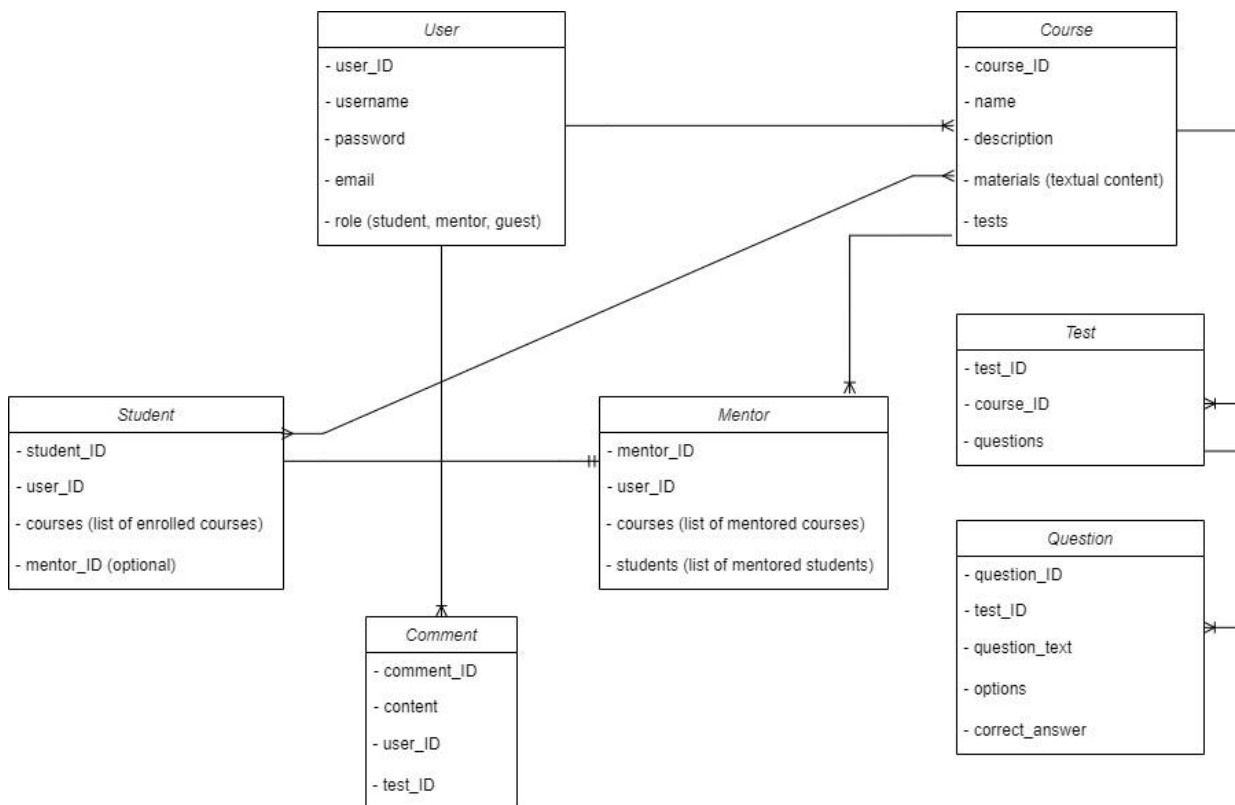 User
- user_ID
- username
- password
- email
- role (student, mentor, guest)
Course
- course_ID
- name
- description
- materials (textual content)
- tests
Test
- test_ID
- course_ID
- questions
Student
- student_ID
- user_ID
- courses (list of enrolled courses)
- mentor_ID (optional)
Mentor
- mentor_ID
- user_ID
- courses (list of mentored courses)
- students (list of mentored students)
Question
- question_ID
- test_ID
- question_text
- options
- correct_answer
Comment
- comment_ID
- content
- user_ID
- test_ID